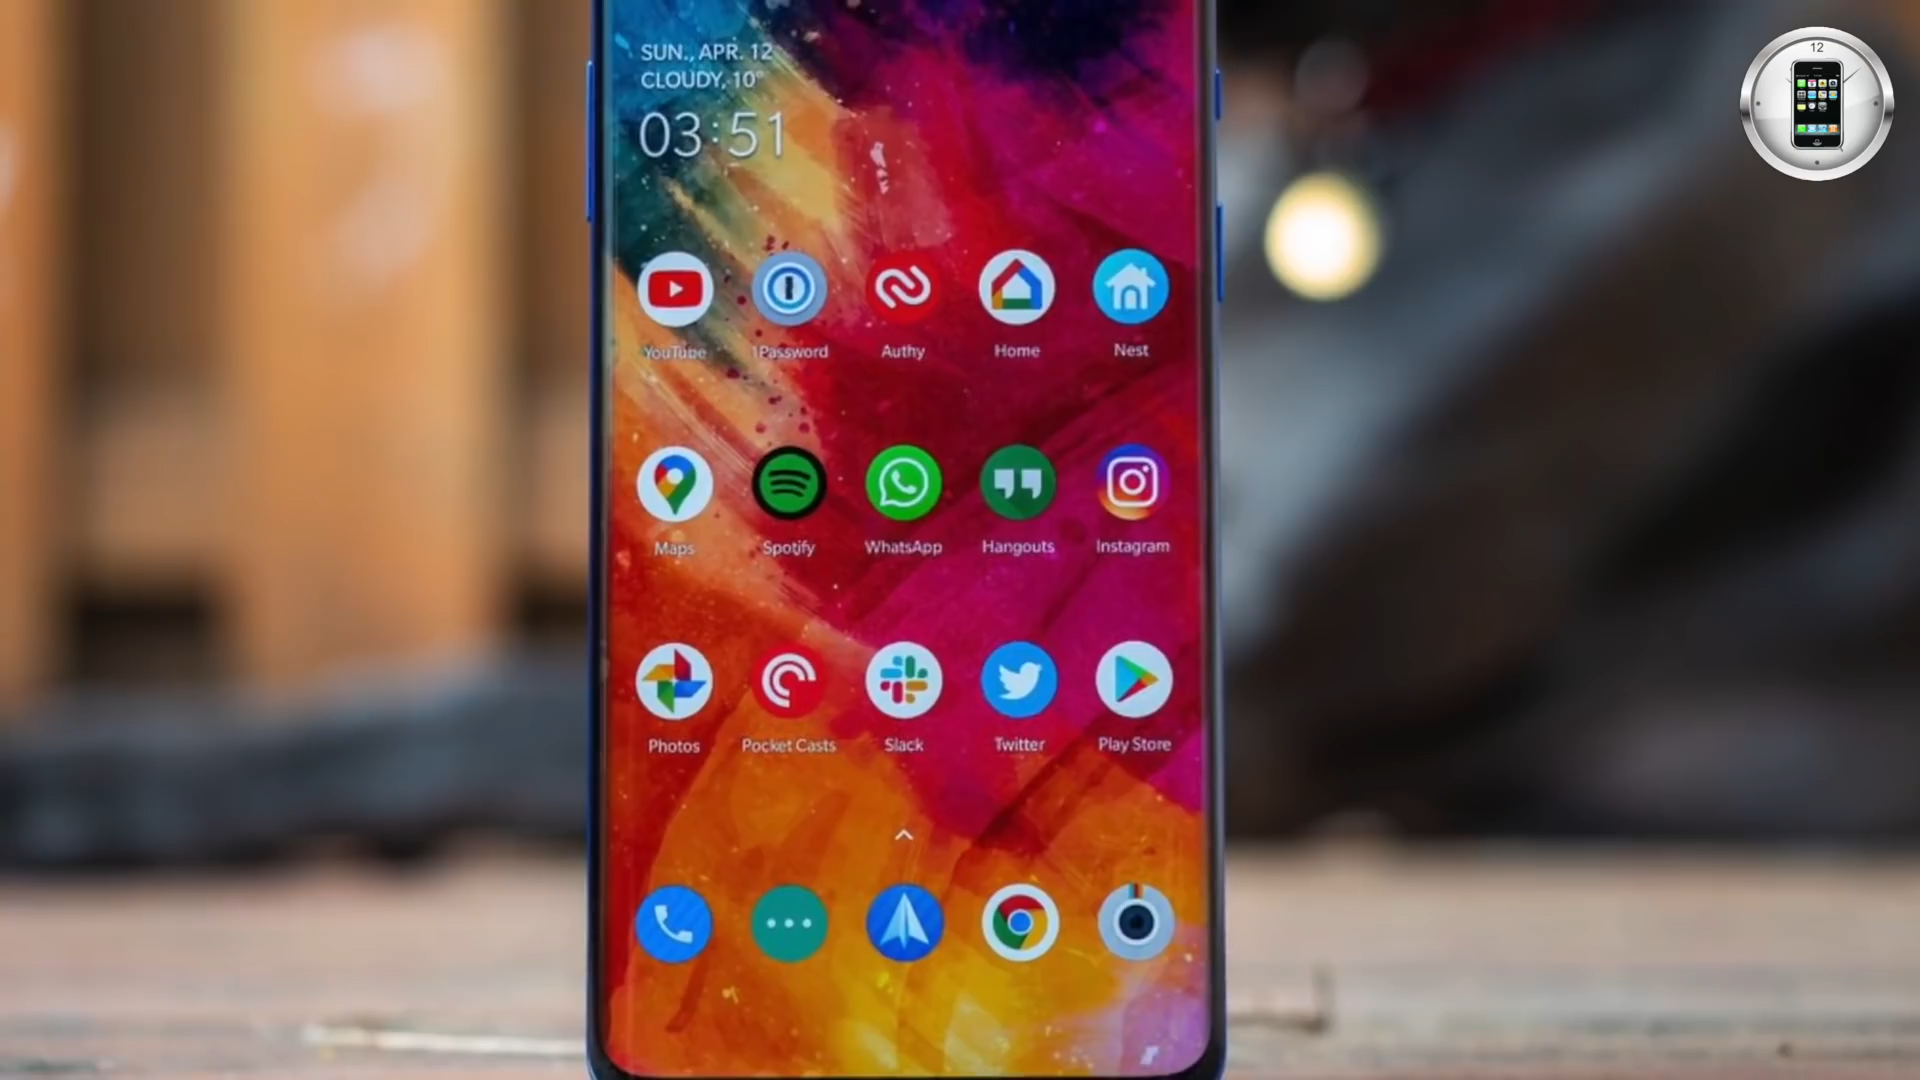 SUN., APR. 12
CLOUDY, 10°
03:51
YouTube 1Password Authy Home Nest
Maps Spotify WhatsApp Hangouts Instagram
Photos Pocket Casts Slack Twitter Play Store
12